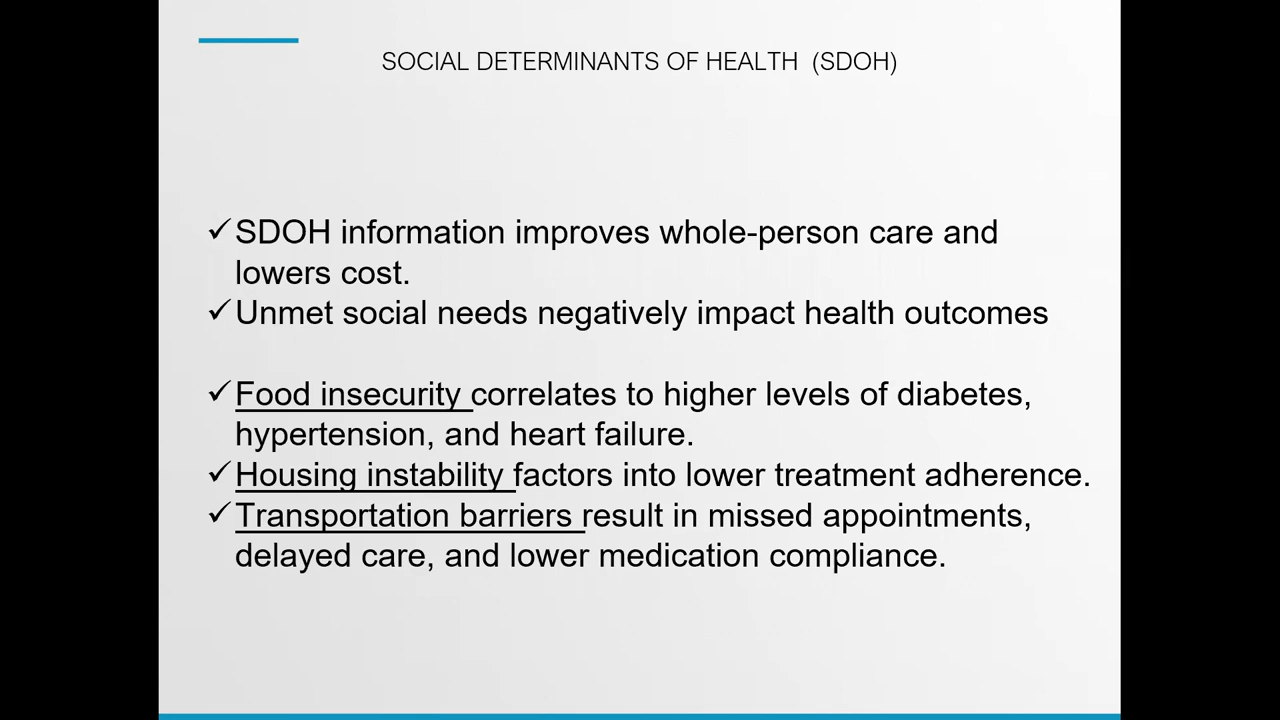 SOCIAL DETERMINANTS OF HEALTH (SDOH)
✓SDOH information improves whole-person care and
lowers cost.
✓Unmet social needs negatively impact health outcomes
✓Food insecurity correlates to higher levels of diabetes,
hypertension, and heart failure.
✓Housing instability factors into lower treatment adherence.
✓Transportation barriers result in missed appointments,
delayed care, and lower medication compliance.